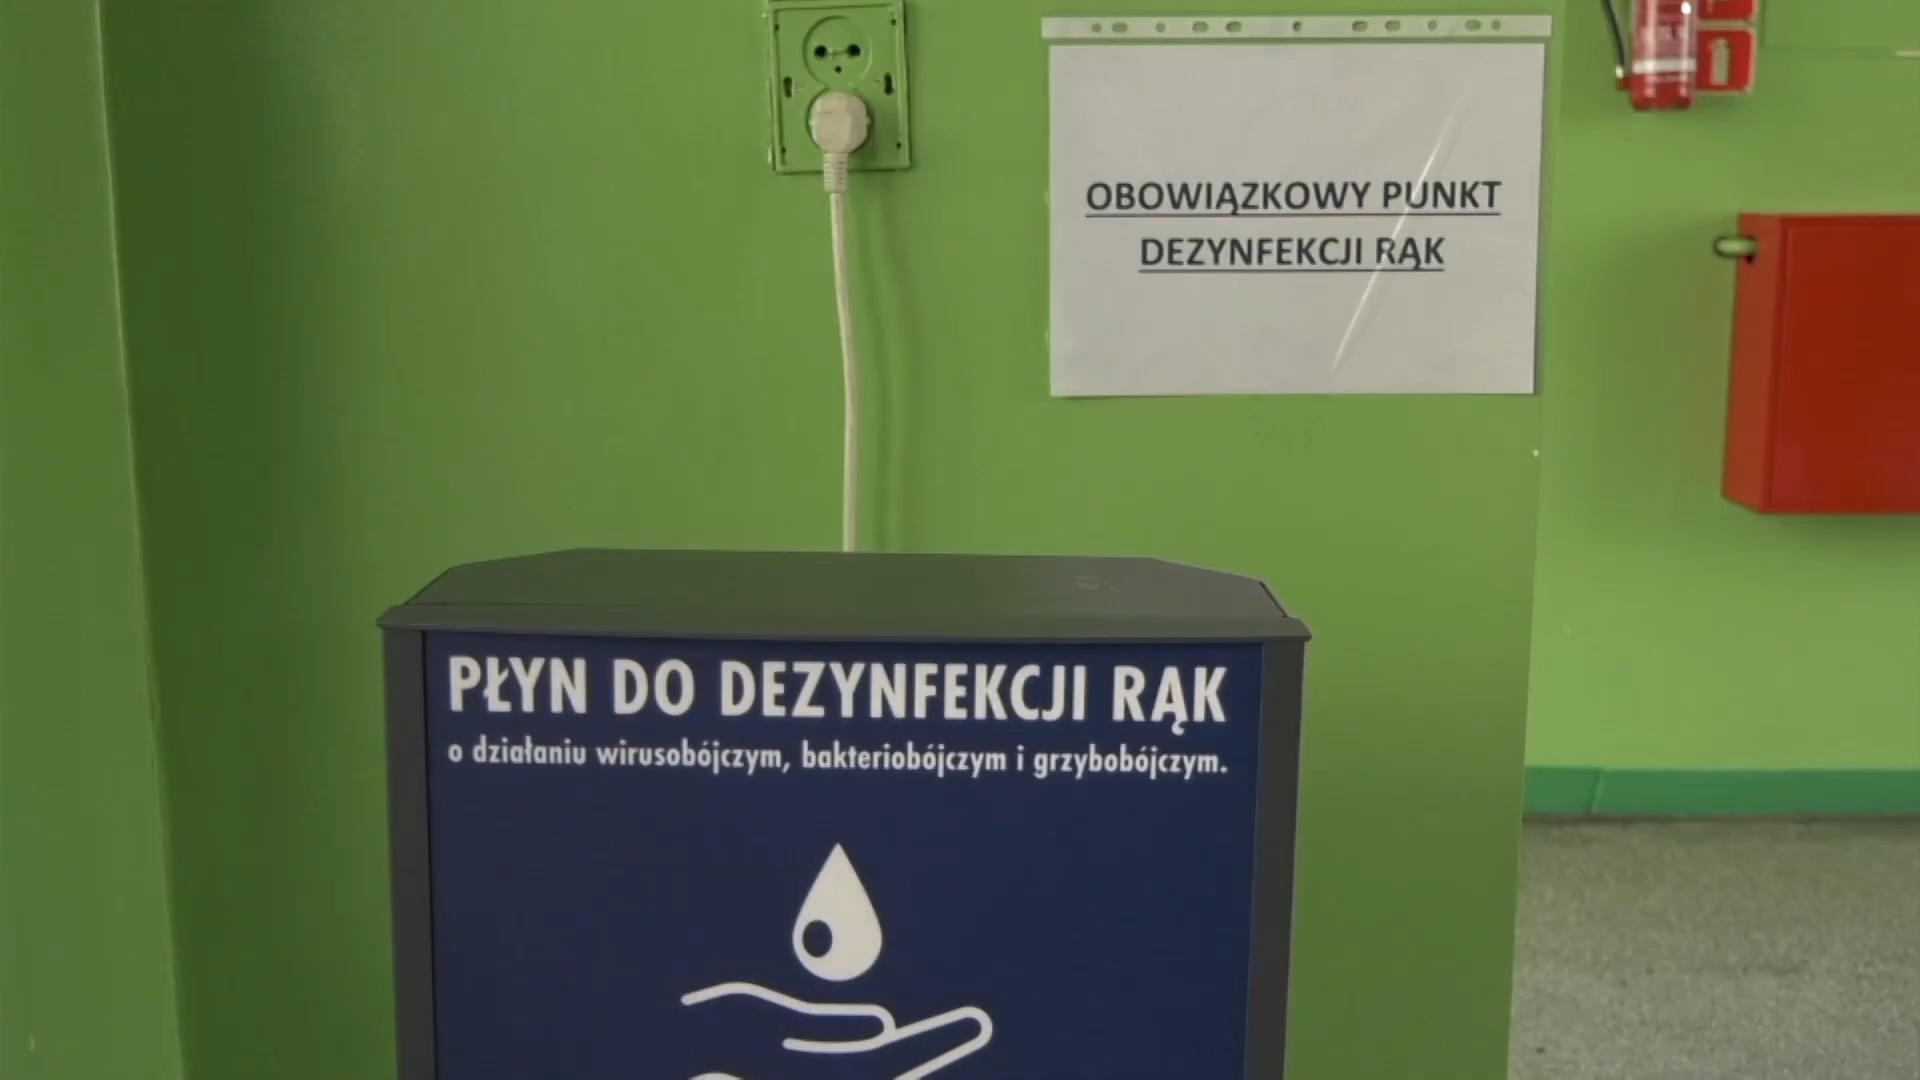 OBOWIĄZKOWY PUNKT
DEZYNFEKCJI RĄK
PŁYN DO DEZYNFEKCJI RĄK
o działaniu wirusobójczym, bakteriobójczym i grzybobójczym.